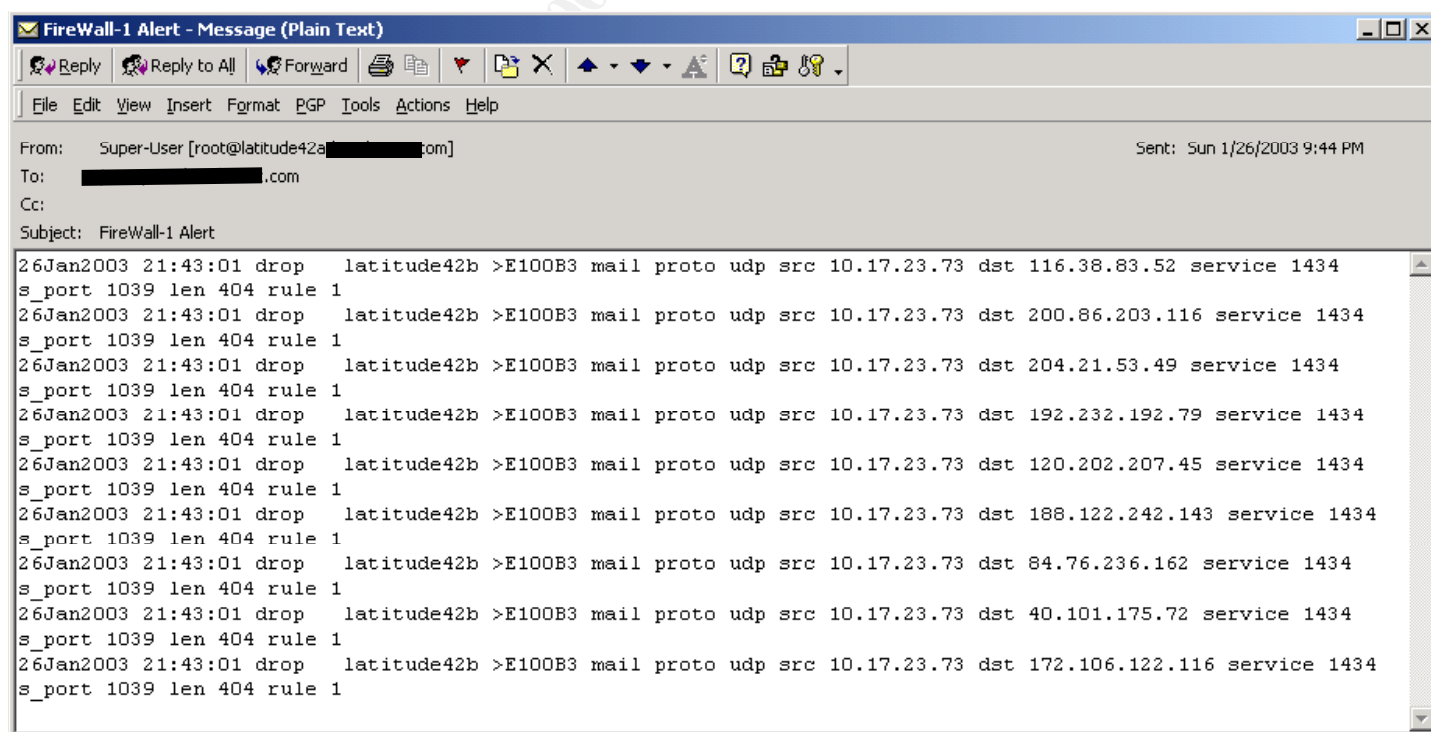 FireWall-1 Alert - Message (Plain Text)
Reply Reply to All Forward
File Edit View Insert Format PGP Tools Actions Help
From: Super-User [root@latitude42a com] Sent: Sun 1/26/2003 9:44 PM
To: .com
Cc:
Subject: FireWall-1 Alert
26Jan2003 21:43:01 drop latitude42b >E100B3 mail proto udp src 10.17.23.73 dst 116.38.83.52 service 1434
s_port 1039 len 404 rule 1
26Jan2003 21:43:01 drop latitude42b >E100B3 mail proto udp src 10.17.23.73 dst 200.86.203.116 service 1434
s_port 1039 len 404 rule 1
26Jan2003 21:43:01 drop latitude42b >E100B3 mail proto udp src 10.17.23.73 dst 204.21.53.49 service 1434
s_port 1039 len 404 rule 1
26Jan2003 21:43:01 drop latitude42b >E100B3 mail proto udp src 10.17.23.73 dst 192.232.192.79 service 1434
s_port 1039 len 404 rule 1
26Jan2003 21:43:01 drop latitude42b >E100B3 mail proto udp src 10.17.23.73 dst 120.202.207.45 service 1434
s_port 1039 len 404 rule 1
26Jan2003 21:43:01 drop latitude42b >E100B3 mail proto udp src 10.17.23.73 dst 188.122.242.143 service 1434
s_port 1039 len 404 rule 1
26Jan2003 21:43:01 drop latitude42b >E100B3 mail proto udp src 10.17.23.73 dst 84.76.236.162 service 1434
s_port 1039 len 404 rule 1
26Jan2003 21:43:01 drop latitude42b >E100B3 mail proto udp src 10.17.23.73 dst 40.101.175.72 service 1434
s_port 1039 len 404 rule 1
26Jan2003 21:43:01 drop latitude42b >E100B3 mail proto udp src 10.17.23.73 dst 172.106.122.116 service 1434
s_port 1039 len 404 rule 1